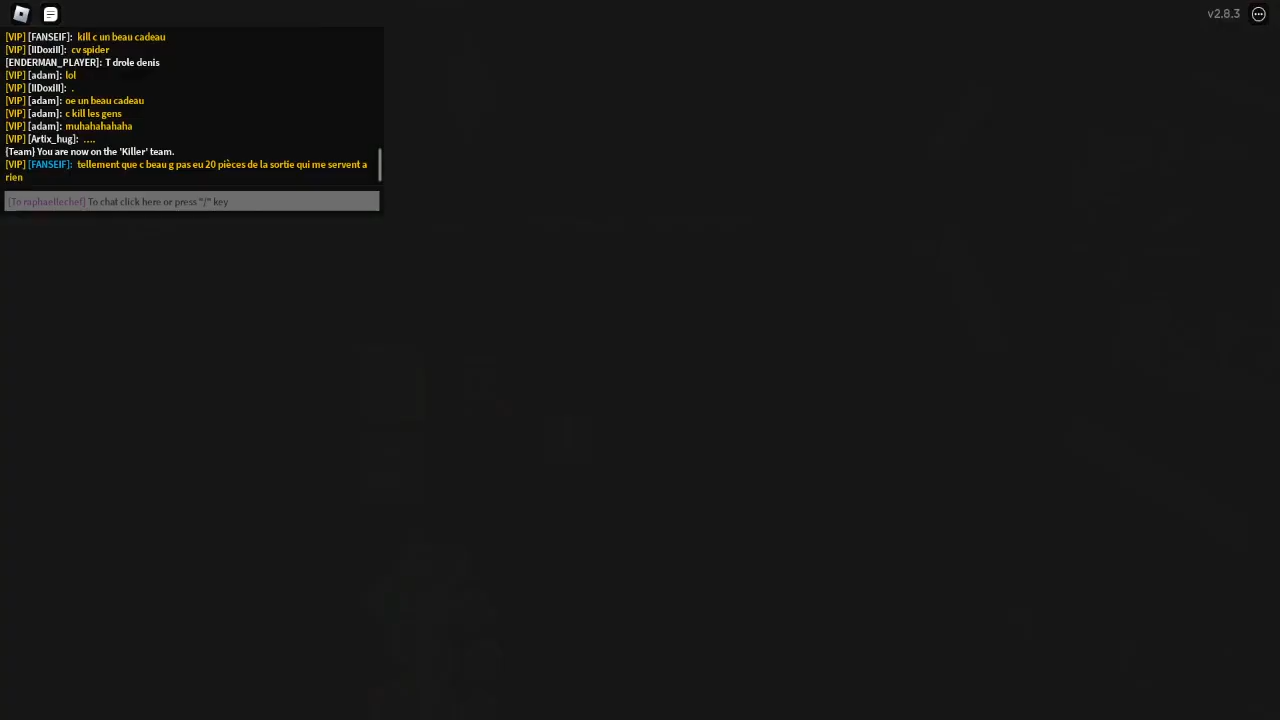 v2.8.3
[VIP] [FANSEIF]: kill c un beau cadeau
[VIP] [IlDoxill]: cv spider
[ENDERMAN_PLAYER]: T drole denis
[VIP] [adam]: lol
[VIP] [IlDoxill]: .
[VIP] [adam]: oe un beau cadeau
[VIP] [adam]: c kill les gens
[VIP] [adam]: muhahahahaha
[VIP] [Artix_hug]: ....
{Team} You are now on the 'Killer' team.
[VIP] [FANSEIF]: tellement que c beau g pas eu 20 pièces de la sortie qui me servent a
rien
[To raphaellechef] To chat click here or press "/" key